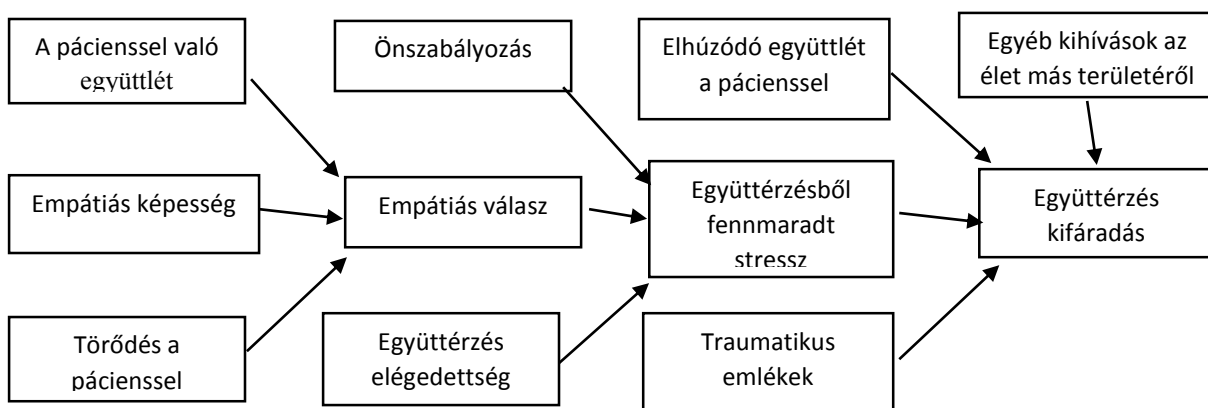 A pácienssel való
együttlét
Önszabályozás
Elhúzódó együttlét
a pácienssel
Egyéb kihívások az
élet más területéről
Empátiás képesség
Empátiás válasz
Együttérzésből
fennmaradt
stressz
Együttérzés
kifáradás
Törődés a
pácienssel
Együttérzés
elégedettség
Traumatikus
emlékek